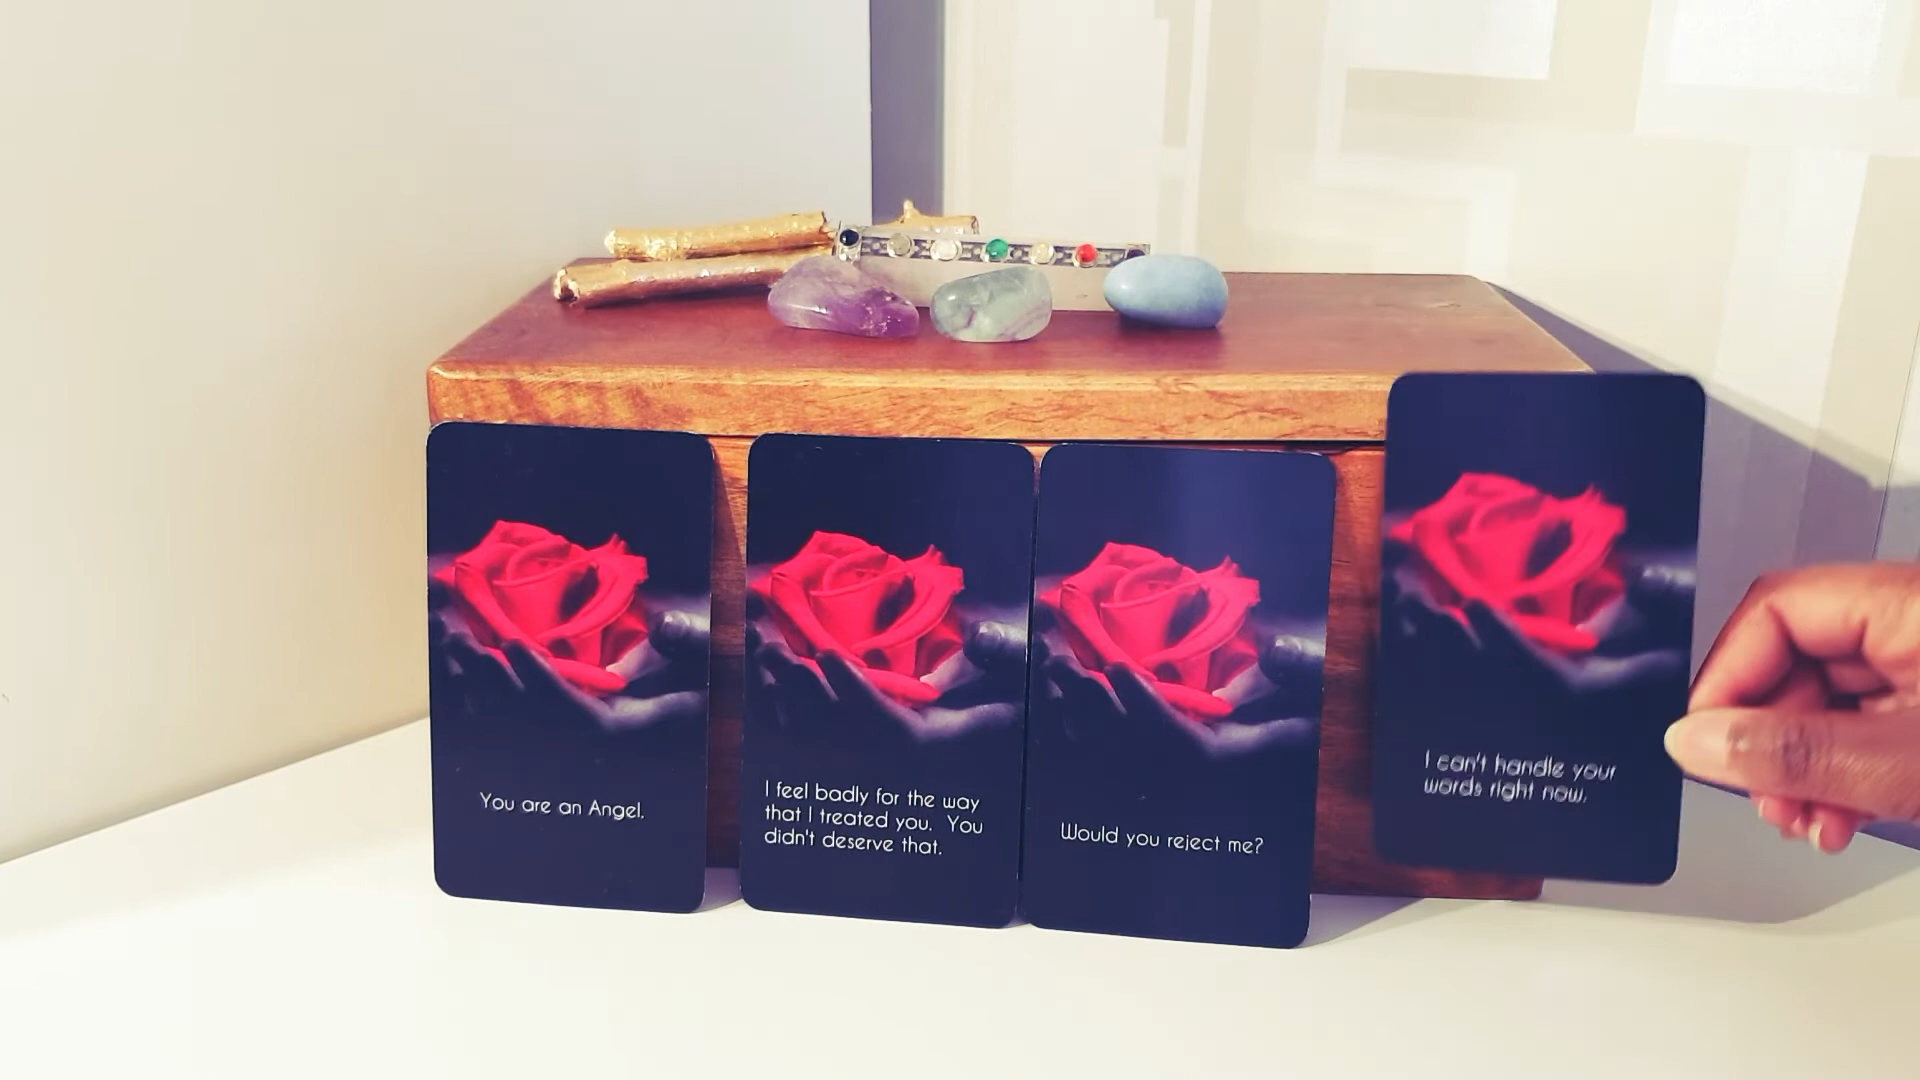 You are an Angel.
I feel badly for the way
that I treated you.  You
didn't deserve that.
Would you reject me?
I can't handle your
words right now.